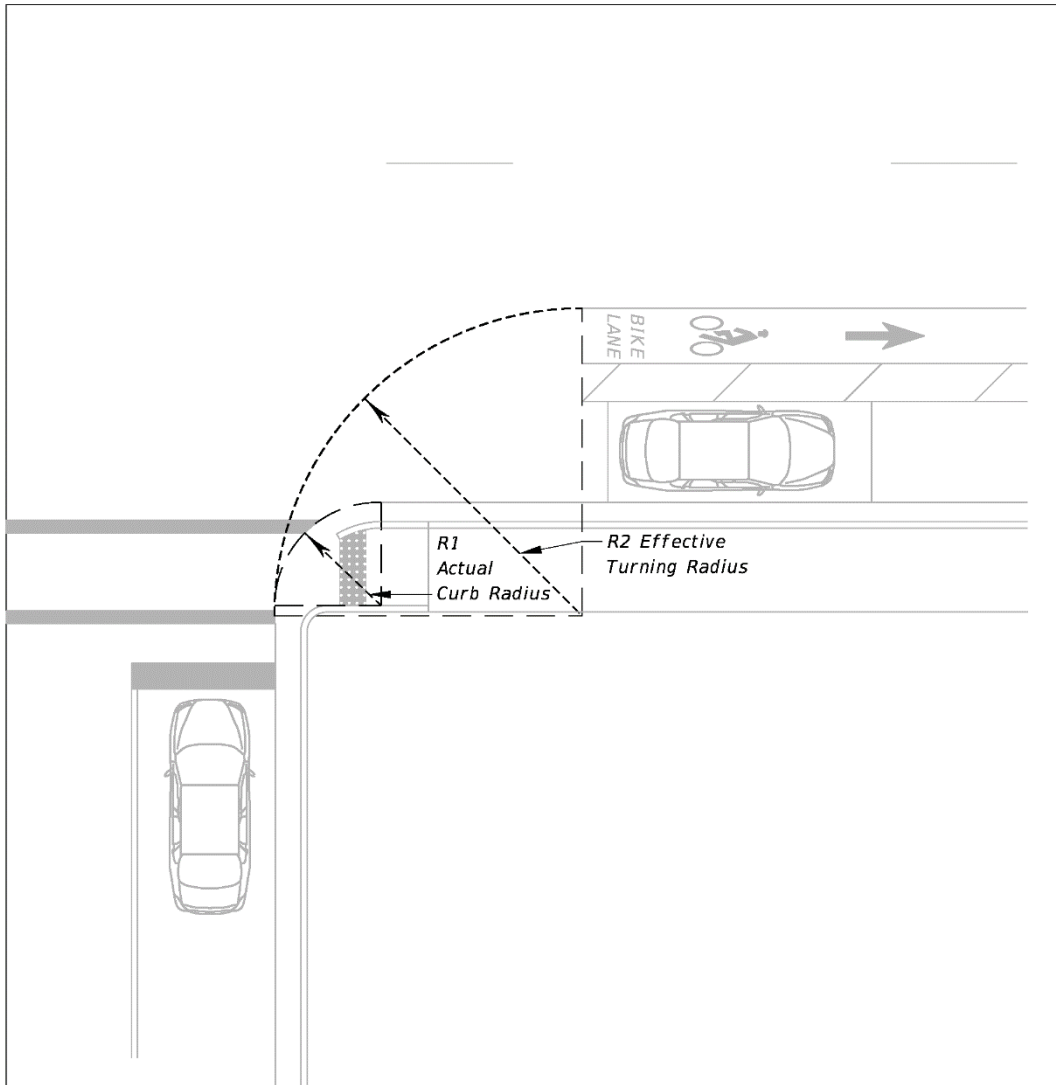 BIKE
LANE
R1
Actual
Curb Radius
R2 Effective
Turning Radius